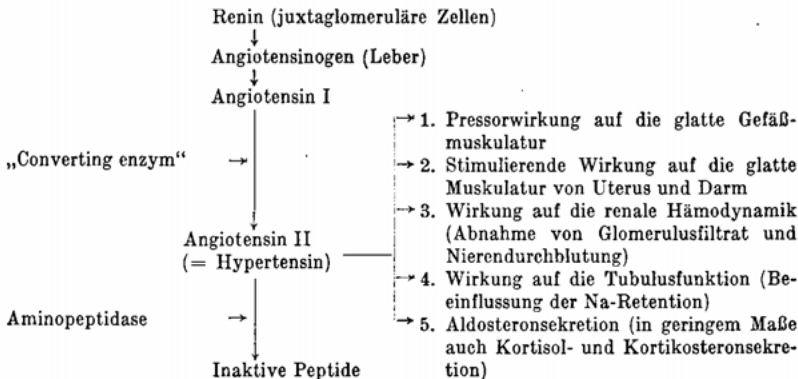 Renin (juxtaglomeruläre Zellen)
Angiotensinogen (Leber)
Angiotensin I
„Converting enzym“
Angiotensin II
(= Hypertensin)
Aminopeptidase
Inaktive Peptide
1. Pressorwirkung auf die glatte Gefäß-
muskulatur
2. Stimulierende Wirkung auf die glatte
Muskulatur von Uterus und Darm
3. Wirkung auf die renale Hämodynamik
(Abnahme von Glomerulusfiltrat und
Nierendurchblutung)
4. Wirkung auf die Tubulusfunktion (Be-
einflussung der Na-Retention)
5. Aldosteronsekretion (in geringem Maße
auch Kortisol- und Kortikosteronsekre-
tion)